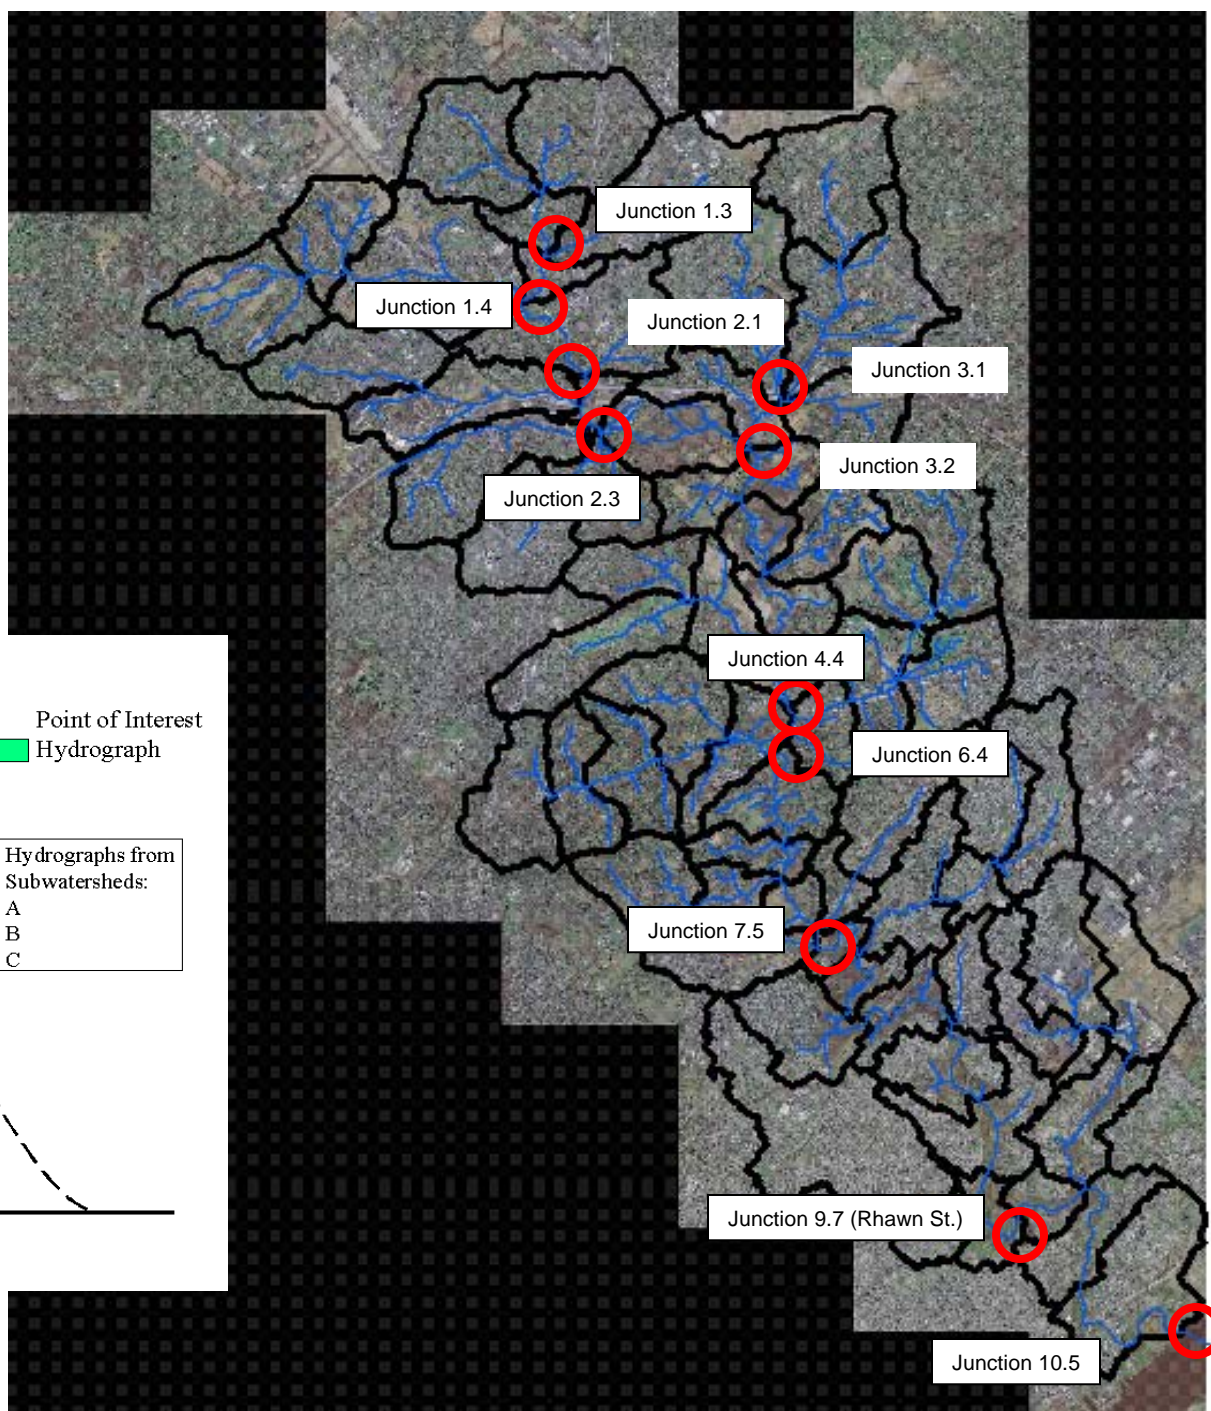 Junction 1.3
Junction 1.4
Junction 2.1
Junction 3.1
Junction 3.2
Junction 2.3
Junction 4.4
Junction 6.4
Junction 7.5
Junction 9.7 (Rhawn St.)
Junction 10.5
Point of Interest
Hydrograph
Hydrographs from
Subwatersheds:
A
B
C